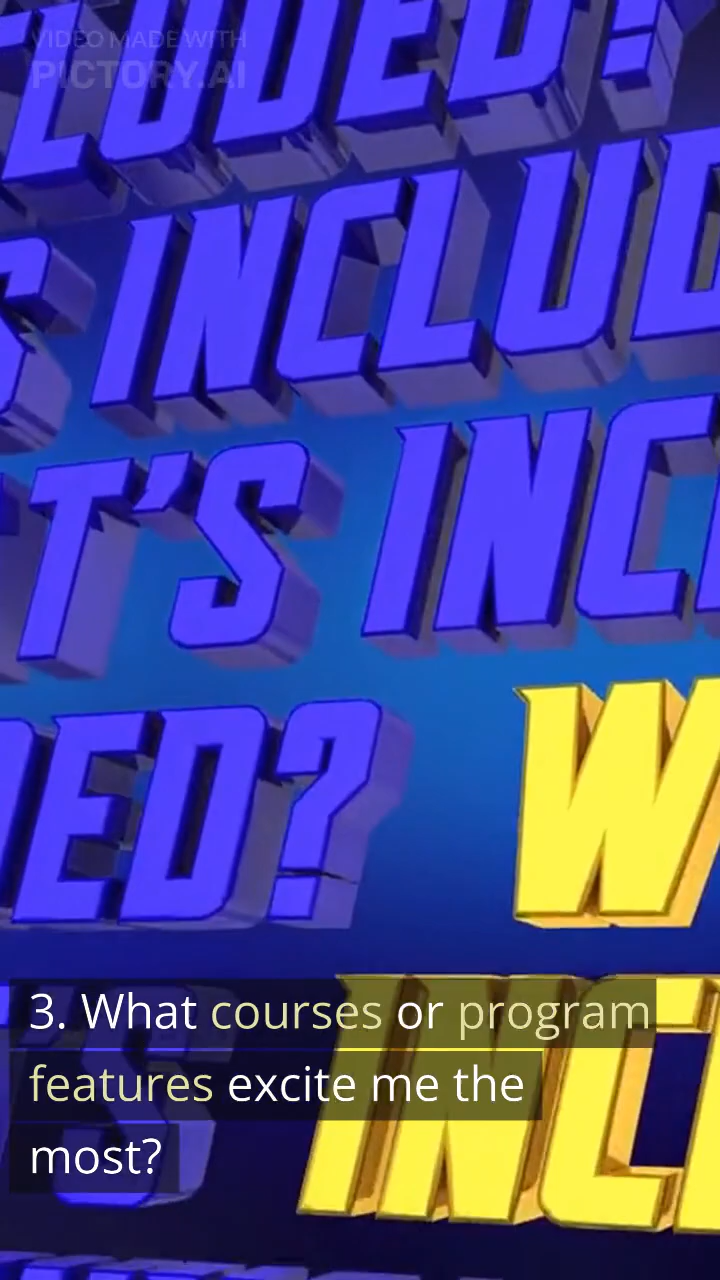 VIDEO MADE WITH
PICTORY.AI
LUDED?
S INCLUD
T'S INC
DED? W
'S INC
3. What courses or program
features excite me the
most?